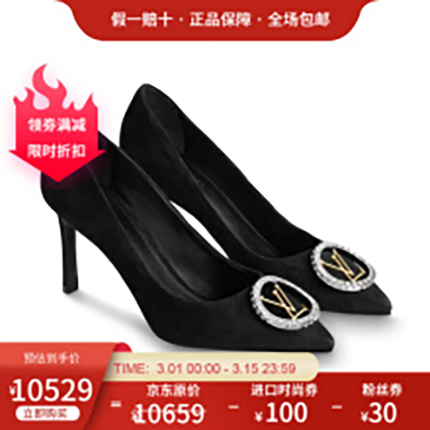 假一赔十·正品保障·全场包邮
领券满减
限时折扣
LV
预估到手价
TIME： 3.01 00:00 - 3.15 23:59
¥10529 = 京东原价 ¥10659 - 进口时尚券 ¥100 - 粉丝券 ¥30
立即购买